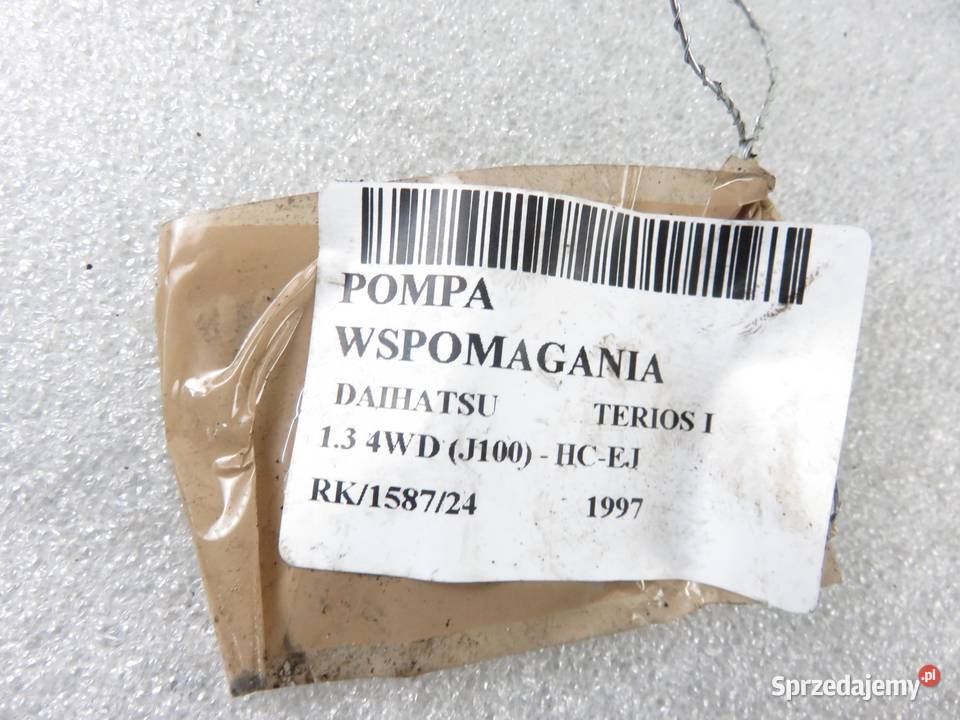 POMPA
WSPOMAGANIA
DAIHATSU TERIOS I
1.3 4WD (J100) - HC-EJ
RK/1587/24 1997
Sprzedajemy.pl